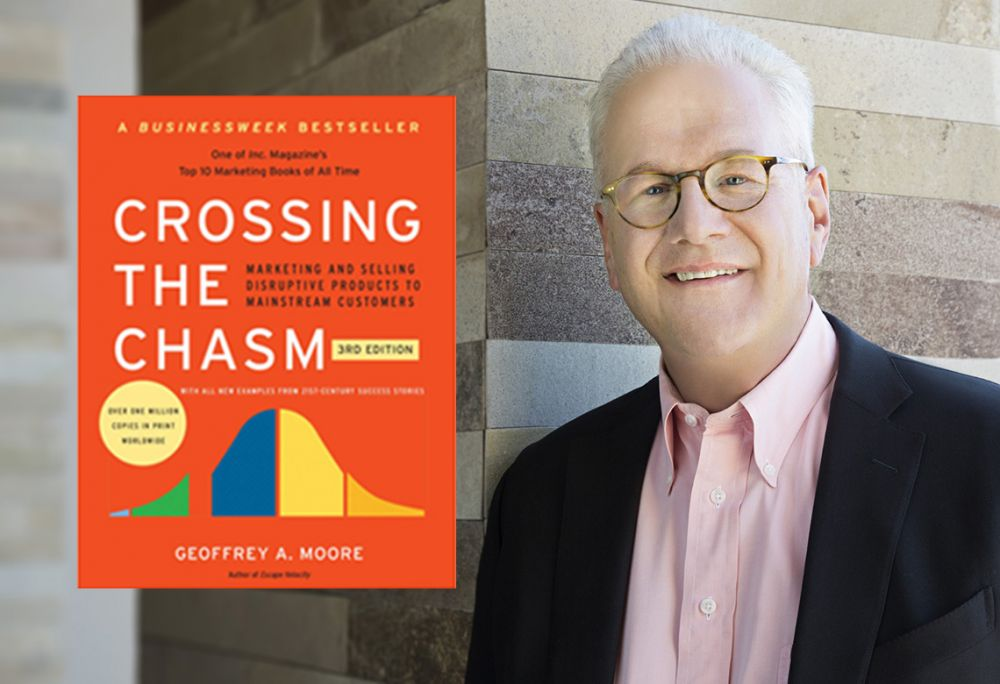 A BUSINESSWEEK BESTSELLER
One of Inc. Magazine's
Top 10 Marketing Books of All Time
CROSSING
THE
CHASM
MARKETING AND SELLING
DISRUPTIVE PRODUCTS TO
MAINSTREAM CUSTOMERS
3RD EDITION
WITH ALL NEW EXAMPLES FROM 21ST-CENTURY SUCCESS STORIES
OVER ONE MILLION
COPIES IN PRINT
WORLDWIDE
GEOFFREY A. MOORE
Author of Escape Velocity